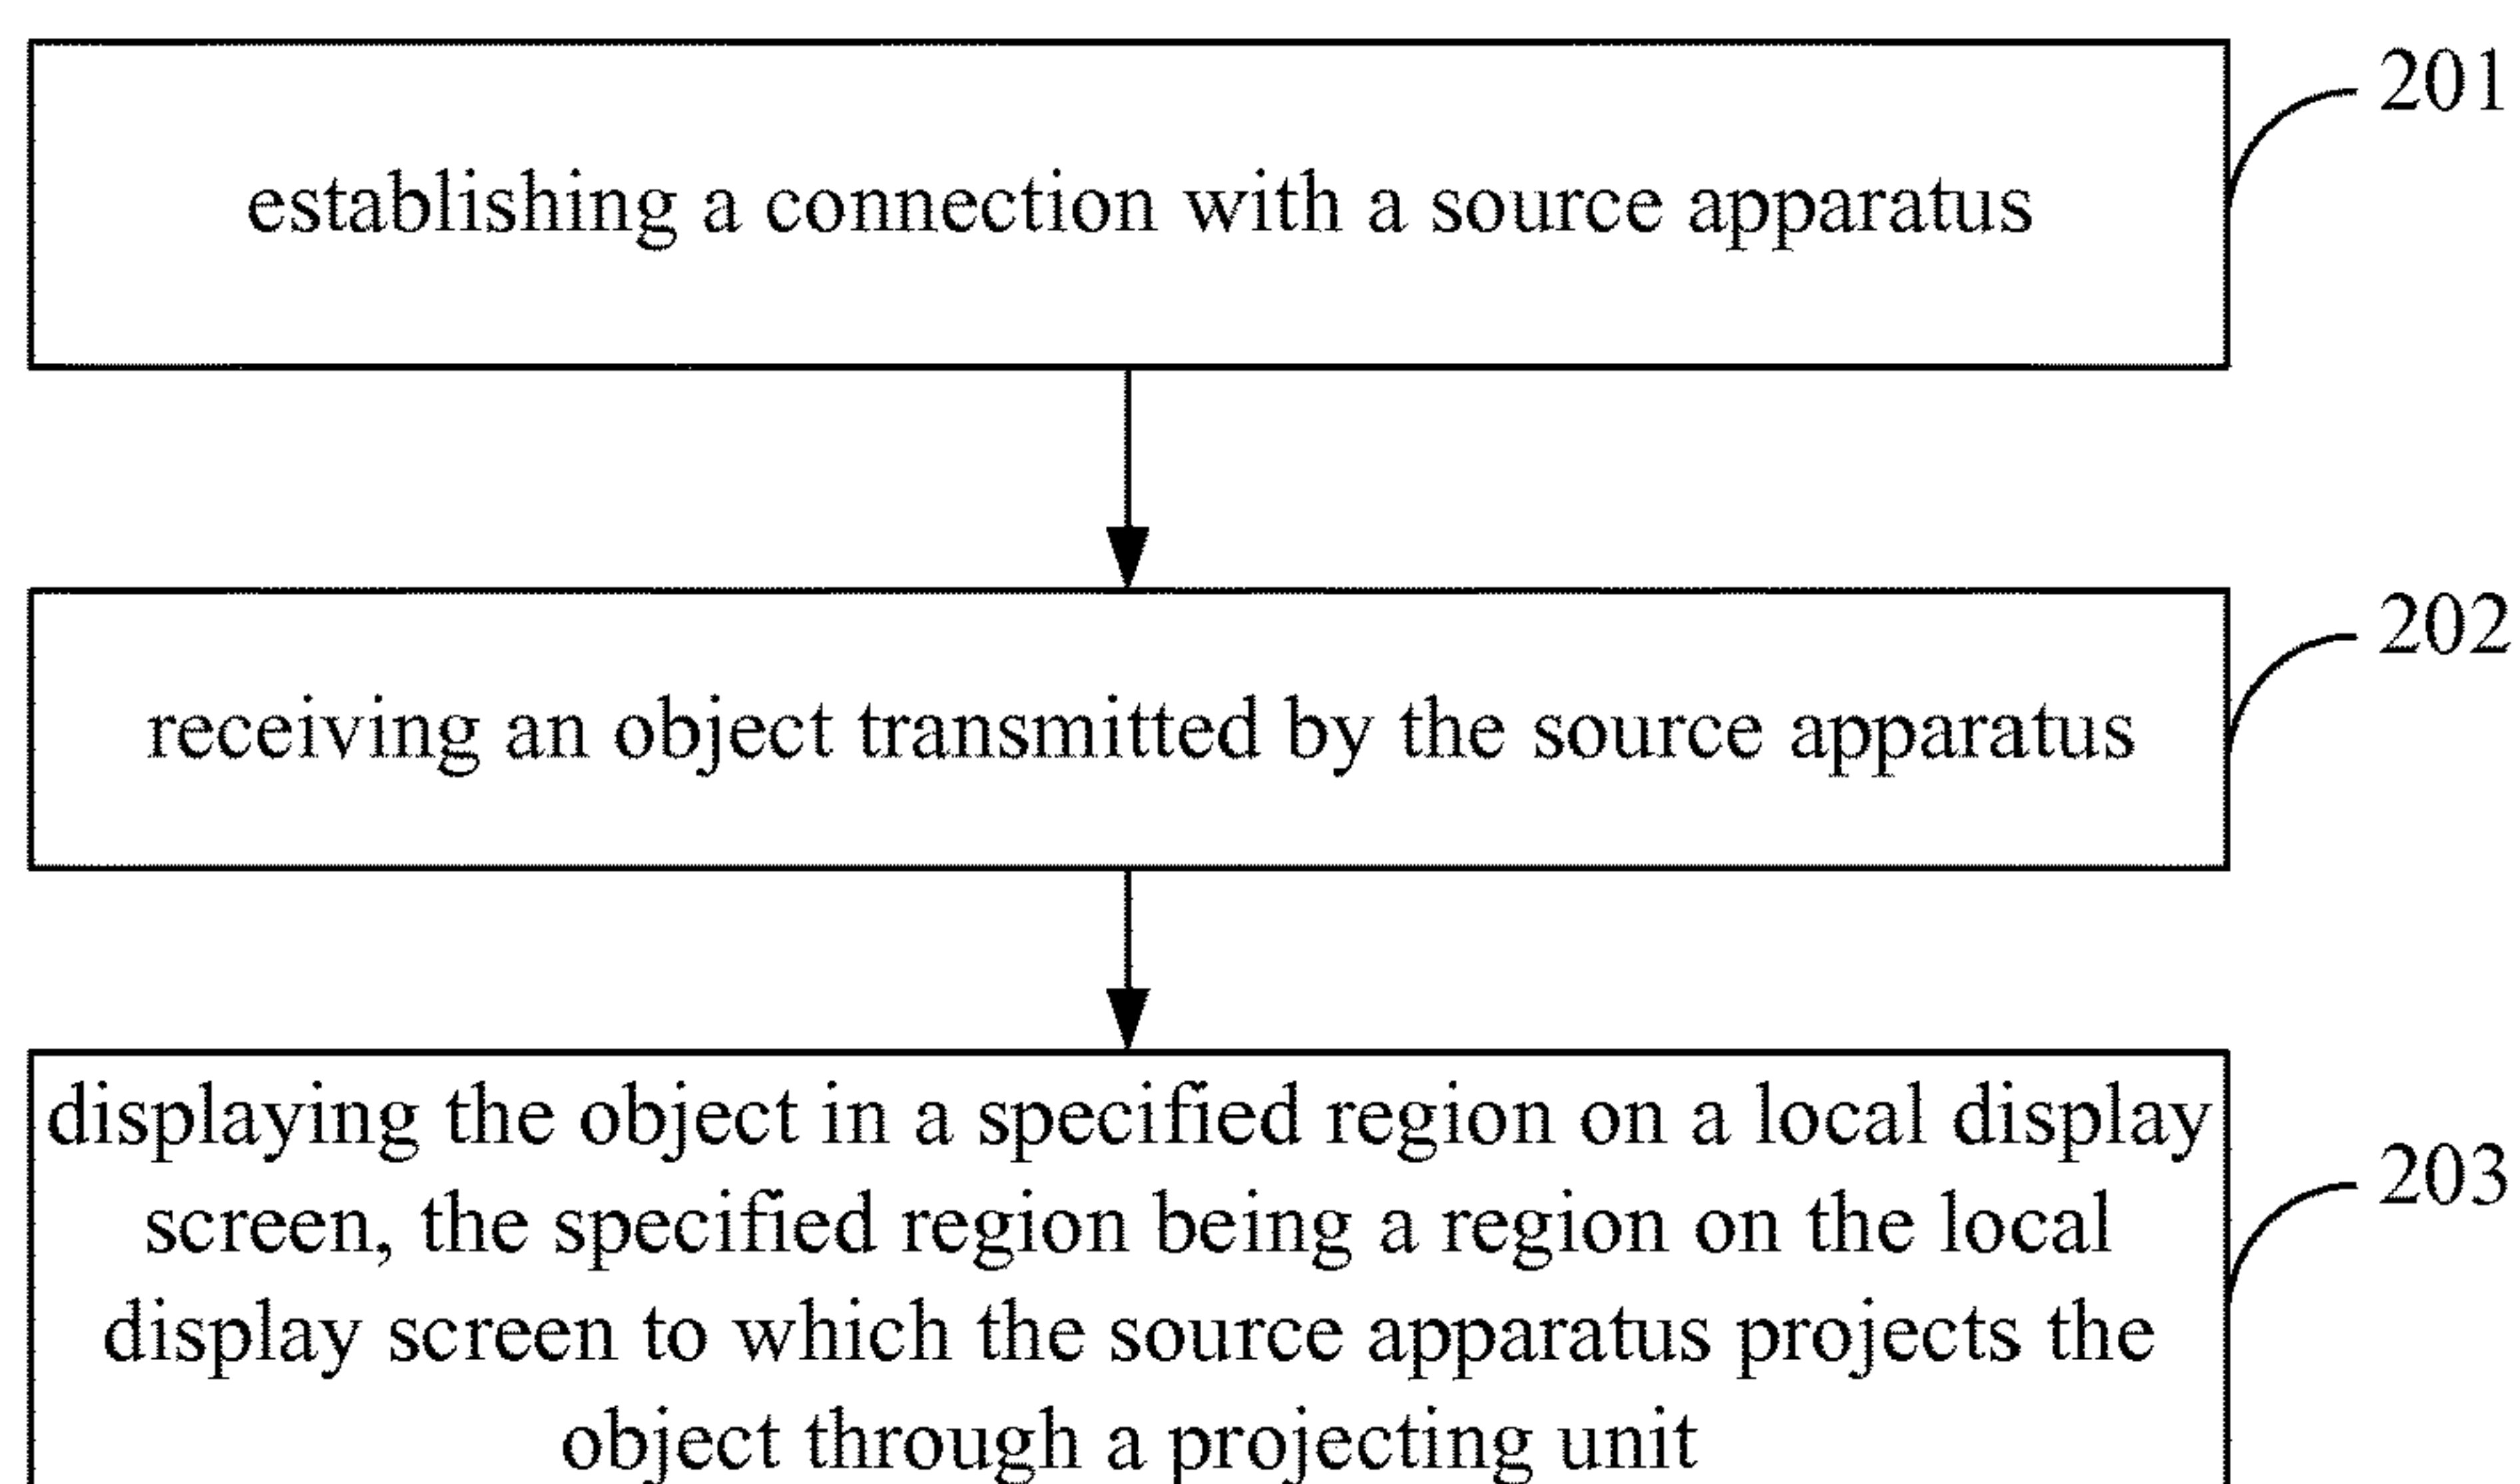 201
establishing a connection with a source apparatus
202
receiving an object transmitted by the source apparatus
displaying the object in a specified region on a local display
203
screen, the specified region being a region on the local
display screen to which the source apparatus projects the
object through a projecting unit